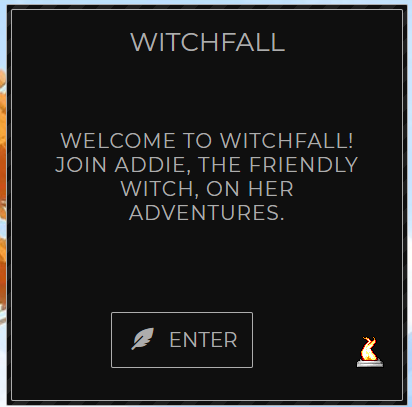 WITCHFALL
WELCOME TO WITCHFALL!
JOIN ADDIE, THE FRIENDLY
WITCH, ON HER
ADVENTURES.
ENTER